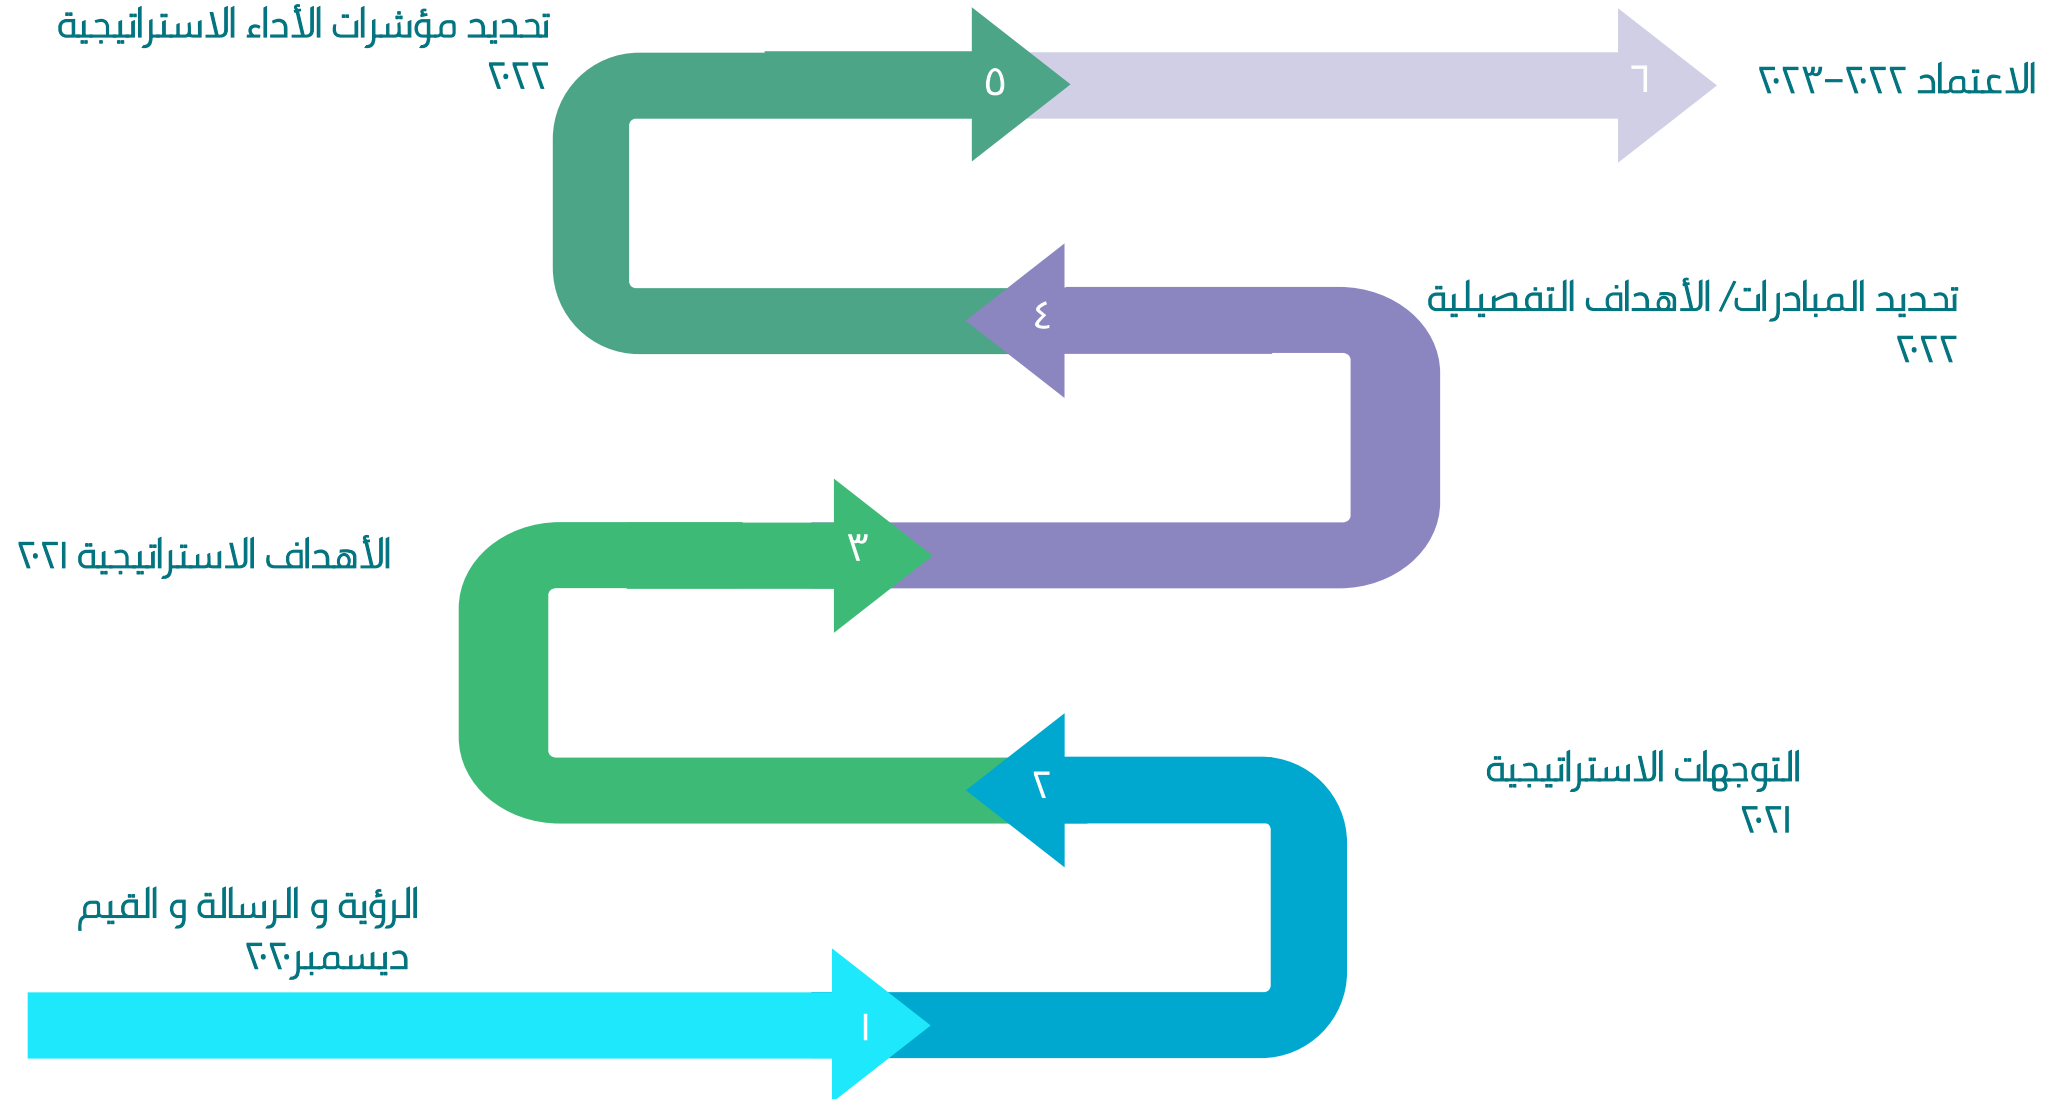 تحديد مؤشرات الأداء الاستراتيجية
٢٠٢٢
٥
٦
الاعتماد ٢٠٢٢-٢٠٢٣
٤
تحديد المبادرات/ الأهداف التفصيلية
٢٠٢٢
الأهداف الاستراتيجية ٢٠٢١
٣
٢
التوجهات الاستراتيجية
٢٠٢١
الرؤية و الرسالة و القيم
ديسمبر٢٠٢٠
١